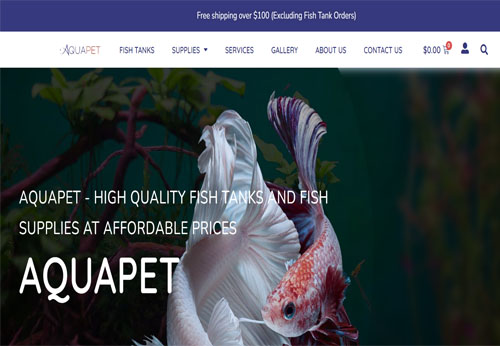 Free shipping over $100 (Excluding Fish Tank Orders)
AQUAPET FISH TANKS SUPPLIES SERVICES GALLERY ABOUT US CONTACT US $0.00 0
AQUAPET - HIGH QUALITY FISH TANKS AND FISH
SUPPLIES AT AFFORDABLE PRICES
AQUAPET